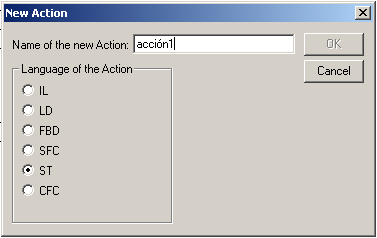 New Action
Name of the new Action: acción1
OK
Language of the Action
Cancel
IL
LD
FBD
SFC
ST
CFC